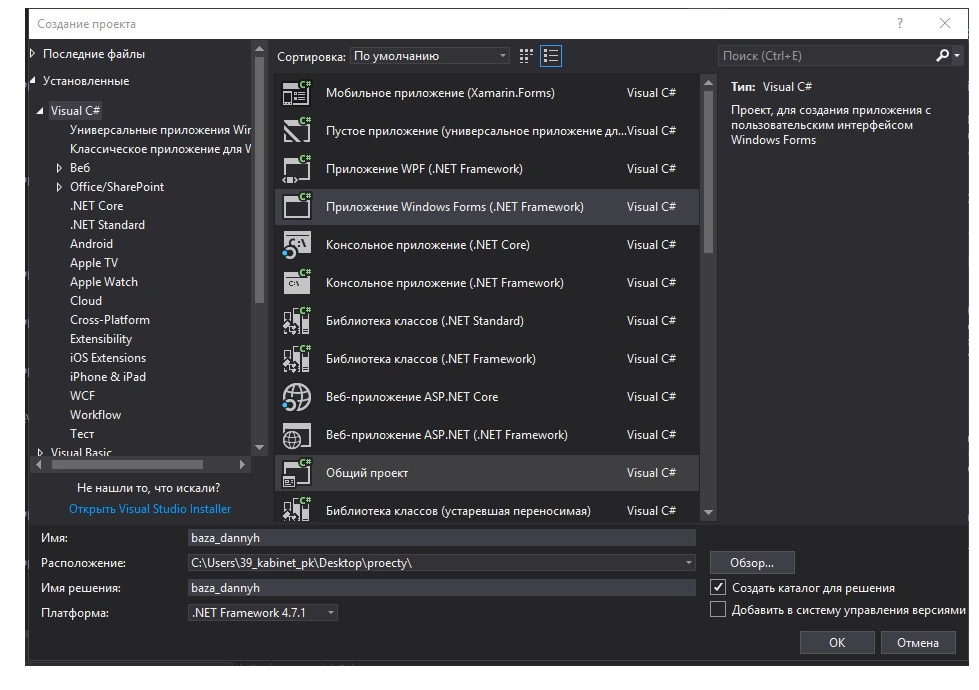 Создание проекта
?
Последние файлы
Установленные
Visual C#
Универсальные приложения Wir
Классическое приложение для
Веб
Office/SharePoint
.NET Core
.NET Standard
Android
Apple TV
Apple Watch
Cloud
Cross-Platform
Extensibility
iOS Extensions
iPhone & iPad
WCF
Workflow
Тест
Visual Basic
Не нашли то, что искали?
Открыть Visual Studio Installer
Сортировка: По умолчанию
Мобильное приложение (Xamarin.Forms) Visual C#
Пустое приложение (универсальное приложение дл... Visual C#
Приложение WPF (.NET Framework) Visual C#
Приложение Windows Forms (.NET Framework) Visual C#
Консольное приложение (.NET Core) Visual C#
Консольное приложение (.NET Framework) Visual C#
Библиотека классов (.NET Standard) Visual C#
Библиотека классов (.NET Framework) Visual C#
Веб-приложение ASP.NET Core Visual C#
Веб-приложение ASP.NET (.NET Framework) Visual C#
Общий проект Visual C#
Библиотека классов (устаревшая переносимая) Visual C#
Поиск (Ctrl+E)
Тип: Visual C#
Проект, для создания приложения с
пользовательским интерфейсом
Windows Forms
Имя: baza_dannyh
Расположение: C:\Users\39_kabinet_pk\Desktop\proecty\ Обзор...
Имя решения: baza_dannyh Создать каталог для решения
Платформа: .NET Framework 4.7.1 Добавить в систему управления версиями
ОК Отмена